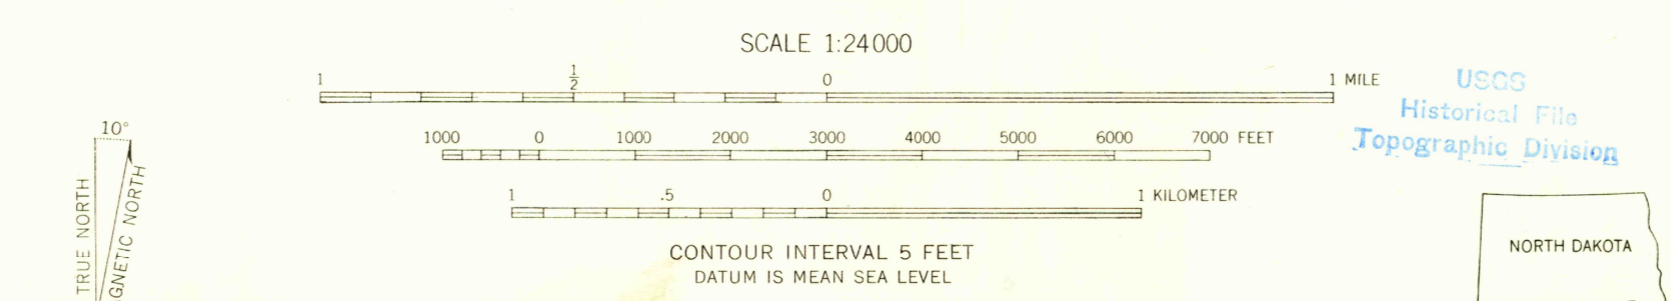 SCALE 1:24000
1 1/2 0 1 MILE
1000 0 1000 2000 3000 4000 5000 6000 7000 FEET
1 .5 0 1 KILOMETER
CONTOUR INTERVAL 5 FEET
DATUM IS MEAN SEA LEVEL
10°
TRUE NORTH
GNETIC NORTH
USGS
Historical File
Topographic Division
NORTH DAKOTA